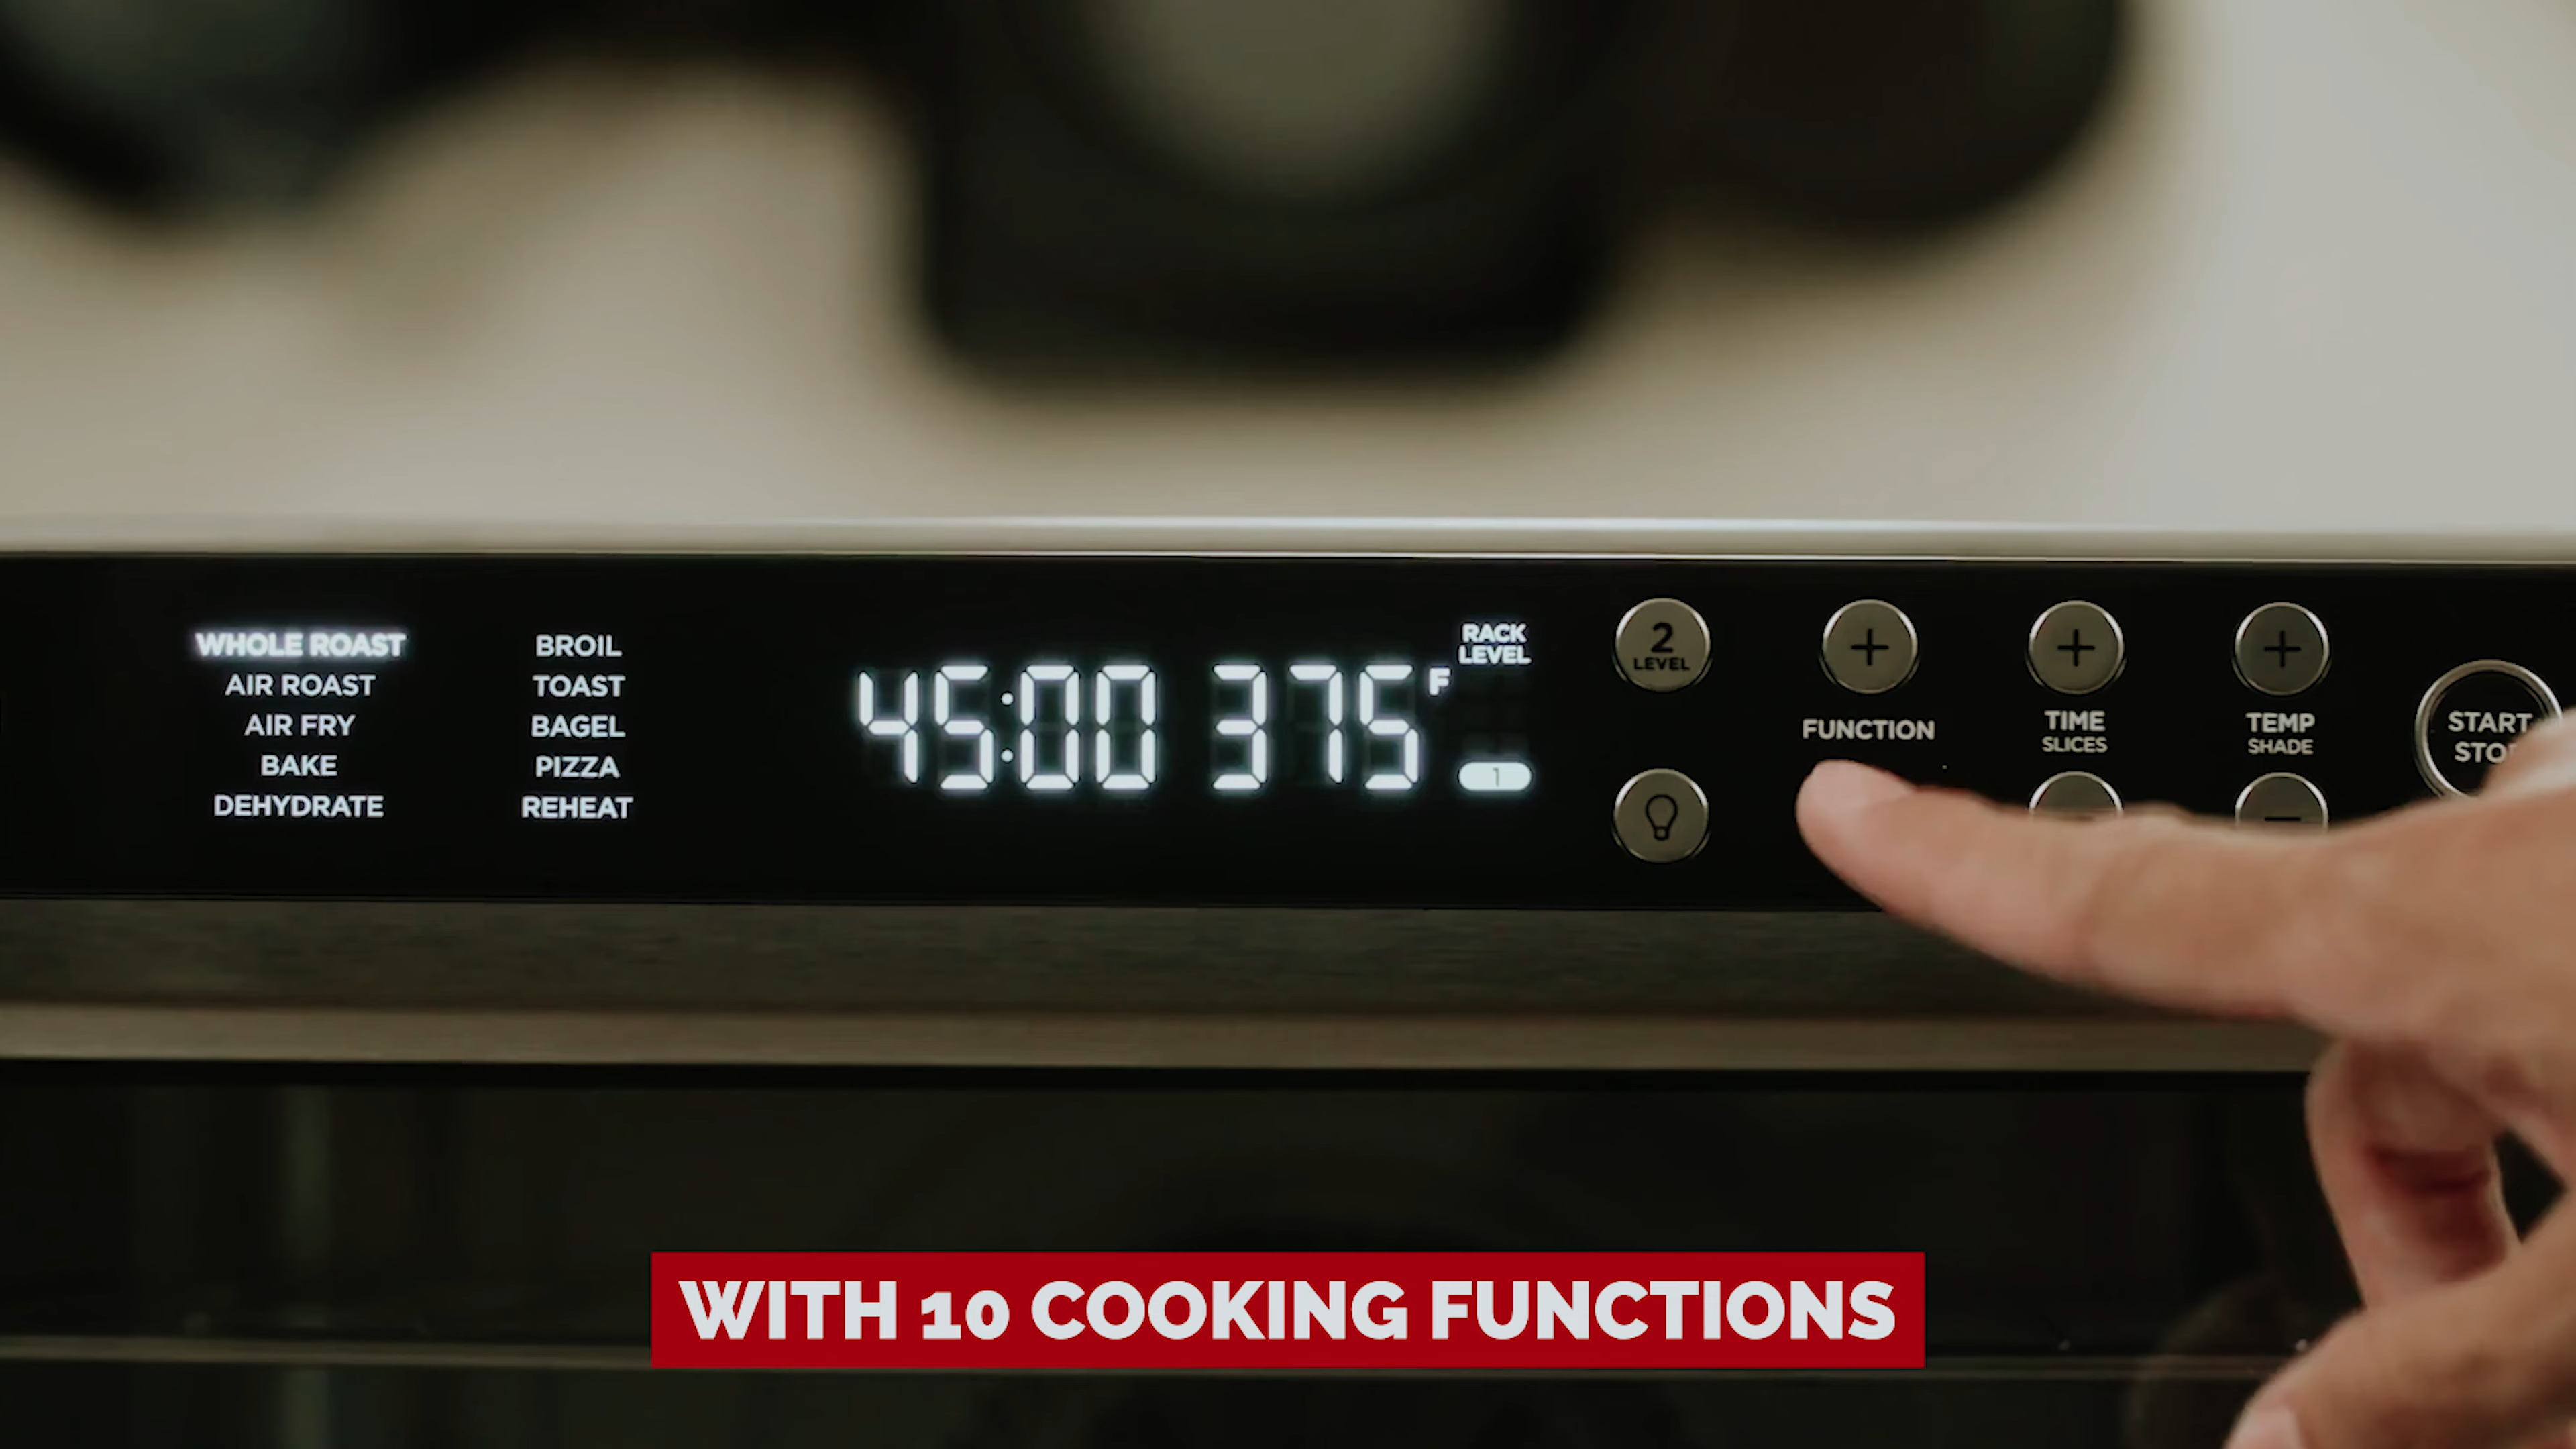 WHOLE ROAST
AIR ROAST
AIR FRY
BAKE
DEHYDRATE
BROIL
TOAST
BAGEL
PIZZA
REHEAT
45:00 375 F
RACK
LEVEL
1
2
LEVEL
FUNCTION
TIME
SLICES
TEMP
SHADE
START
WITH 10 COOKING FUNCTIONS